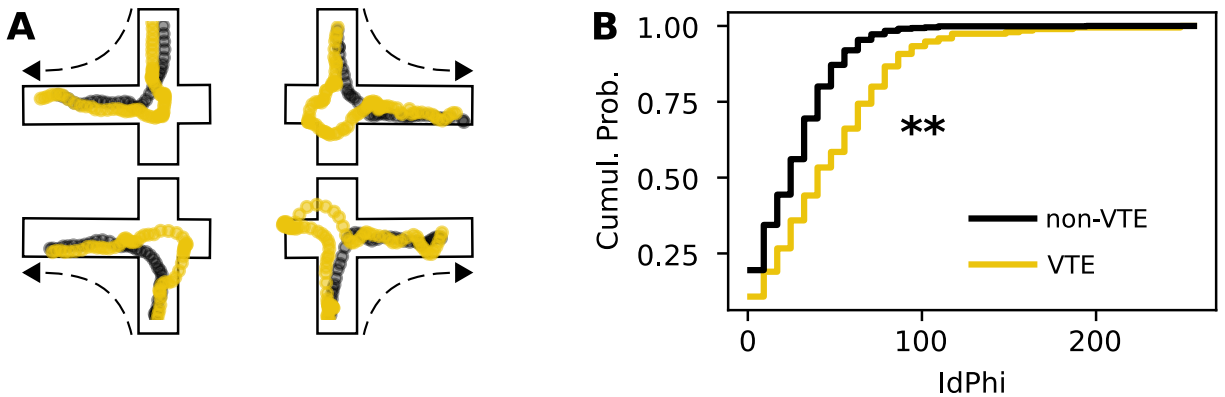 A
B
Cumul. Prob.
1.00
0.75
0.50
0.25
**
non-VTE
VTE
0
100
200
IdPhi